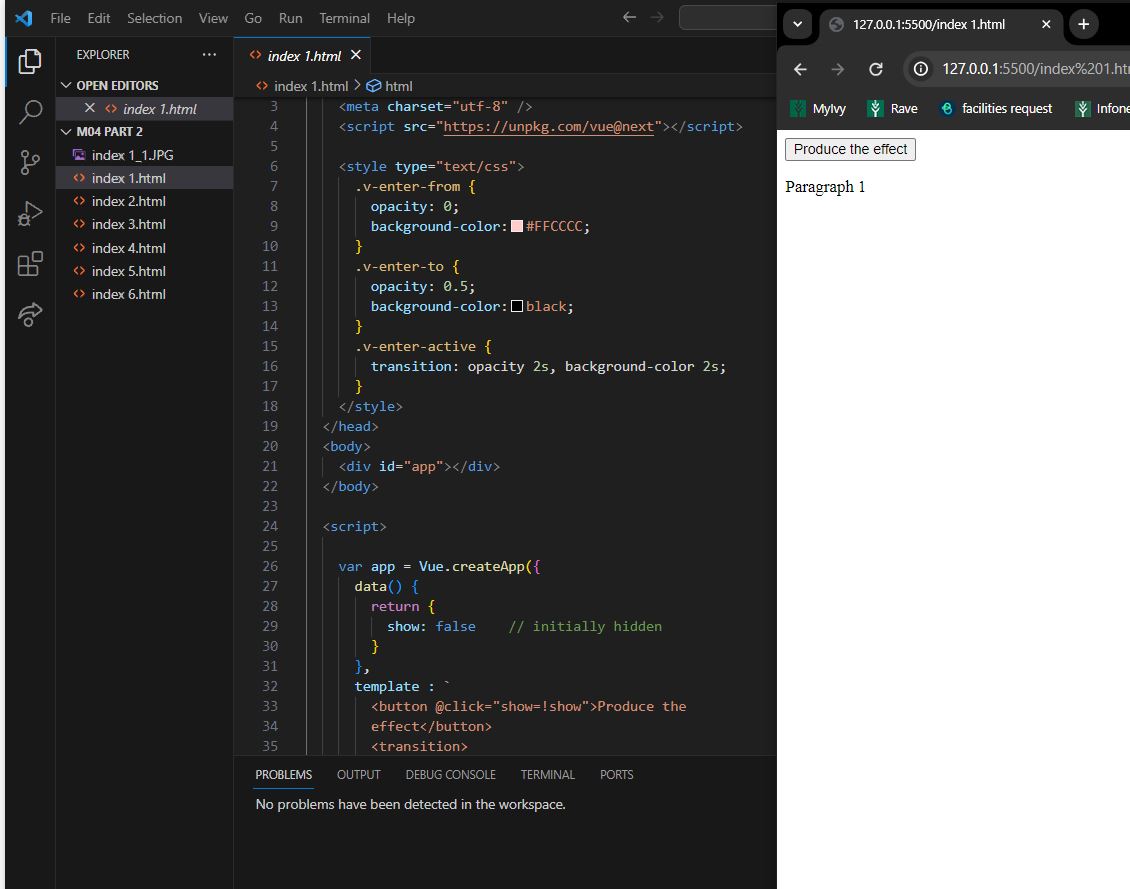 File Edit Selection View Go Run Terminal Help
EXPLORER
OPEN EDITORS
index 1.html
M04 PART 2
index 1_1.JPG
index 1.html
index 2.html
index 3.html
index 4.html
index 5.html
index 6.html
index 1.html
index 1.html > html
3 <meta charset="utf-8" />
4 <script src="https://unpkg.com/vue@next"></script>
5
6 <style type="text/css">
7 .v-enter-from {
8 opacity: 0;
9 background-color: #FFCCCC;
10 }
11 .v-enter-to {
12 opacity: 0.5;
13 background-color: black;
14 }
15 .v-enter-active {
16 transition: opacity 2s, background-color 2s;
17 }
18 </style>
19 </head>
20 <body>
21 <div id="app"></div>
22 </body>
23
24 <script>
25
26 var app = Vue.createApp({
27 data() {
28 return {
29 show: false // initially hidden
30 }
31 },
32 template : `
33 <button @click="show=!show">Produce the
34 effect</button>
35 <transition>
PROBLEMS OUTPUT DEBUG CONSOLE TERMINAL PORTS
No problems have been detected in the workspace.
127.0.0.1:5500/index 1.html
127.0.0.1:5500/index%201.htm
MyIvy Rave facilities request Infone
Produce the effect
Paragraph 1